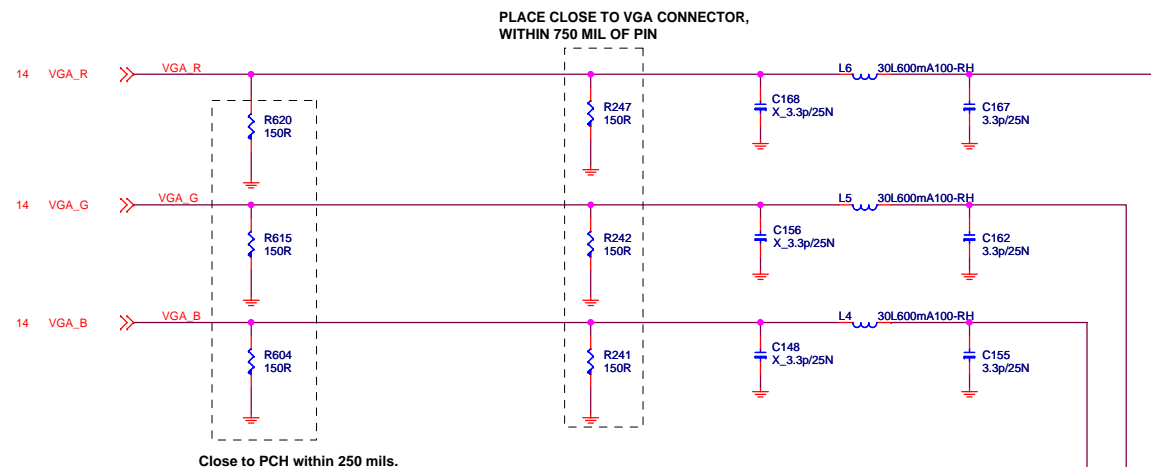 PLACE CLOSE TO VGA CONNECTOR,
WITHIN 750 MIL OF PIN
14 VGA_R VGA_R L6 30L600mA100-RH
R620
150R
R247
150R
C168
X_3.3p/25N
C167
3.3p/25N
14 VGA_G VGA_G L5 30L600mA100-RH
R615
150R
R242
150R
C156
X_3.3p/25N
C162
3.3p/25N
14 VGA_B VGA_B L4 30L600mA100-RH
R604
150R
R241
150R
C148
X_3.3p/25N
C155
3.3p/25N
Close to PCH within 250 mils.